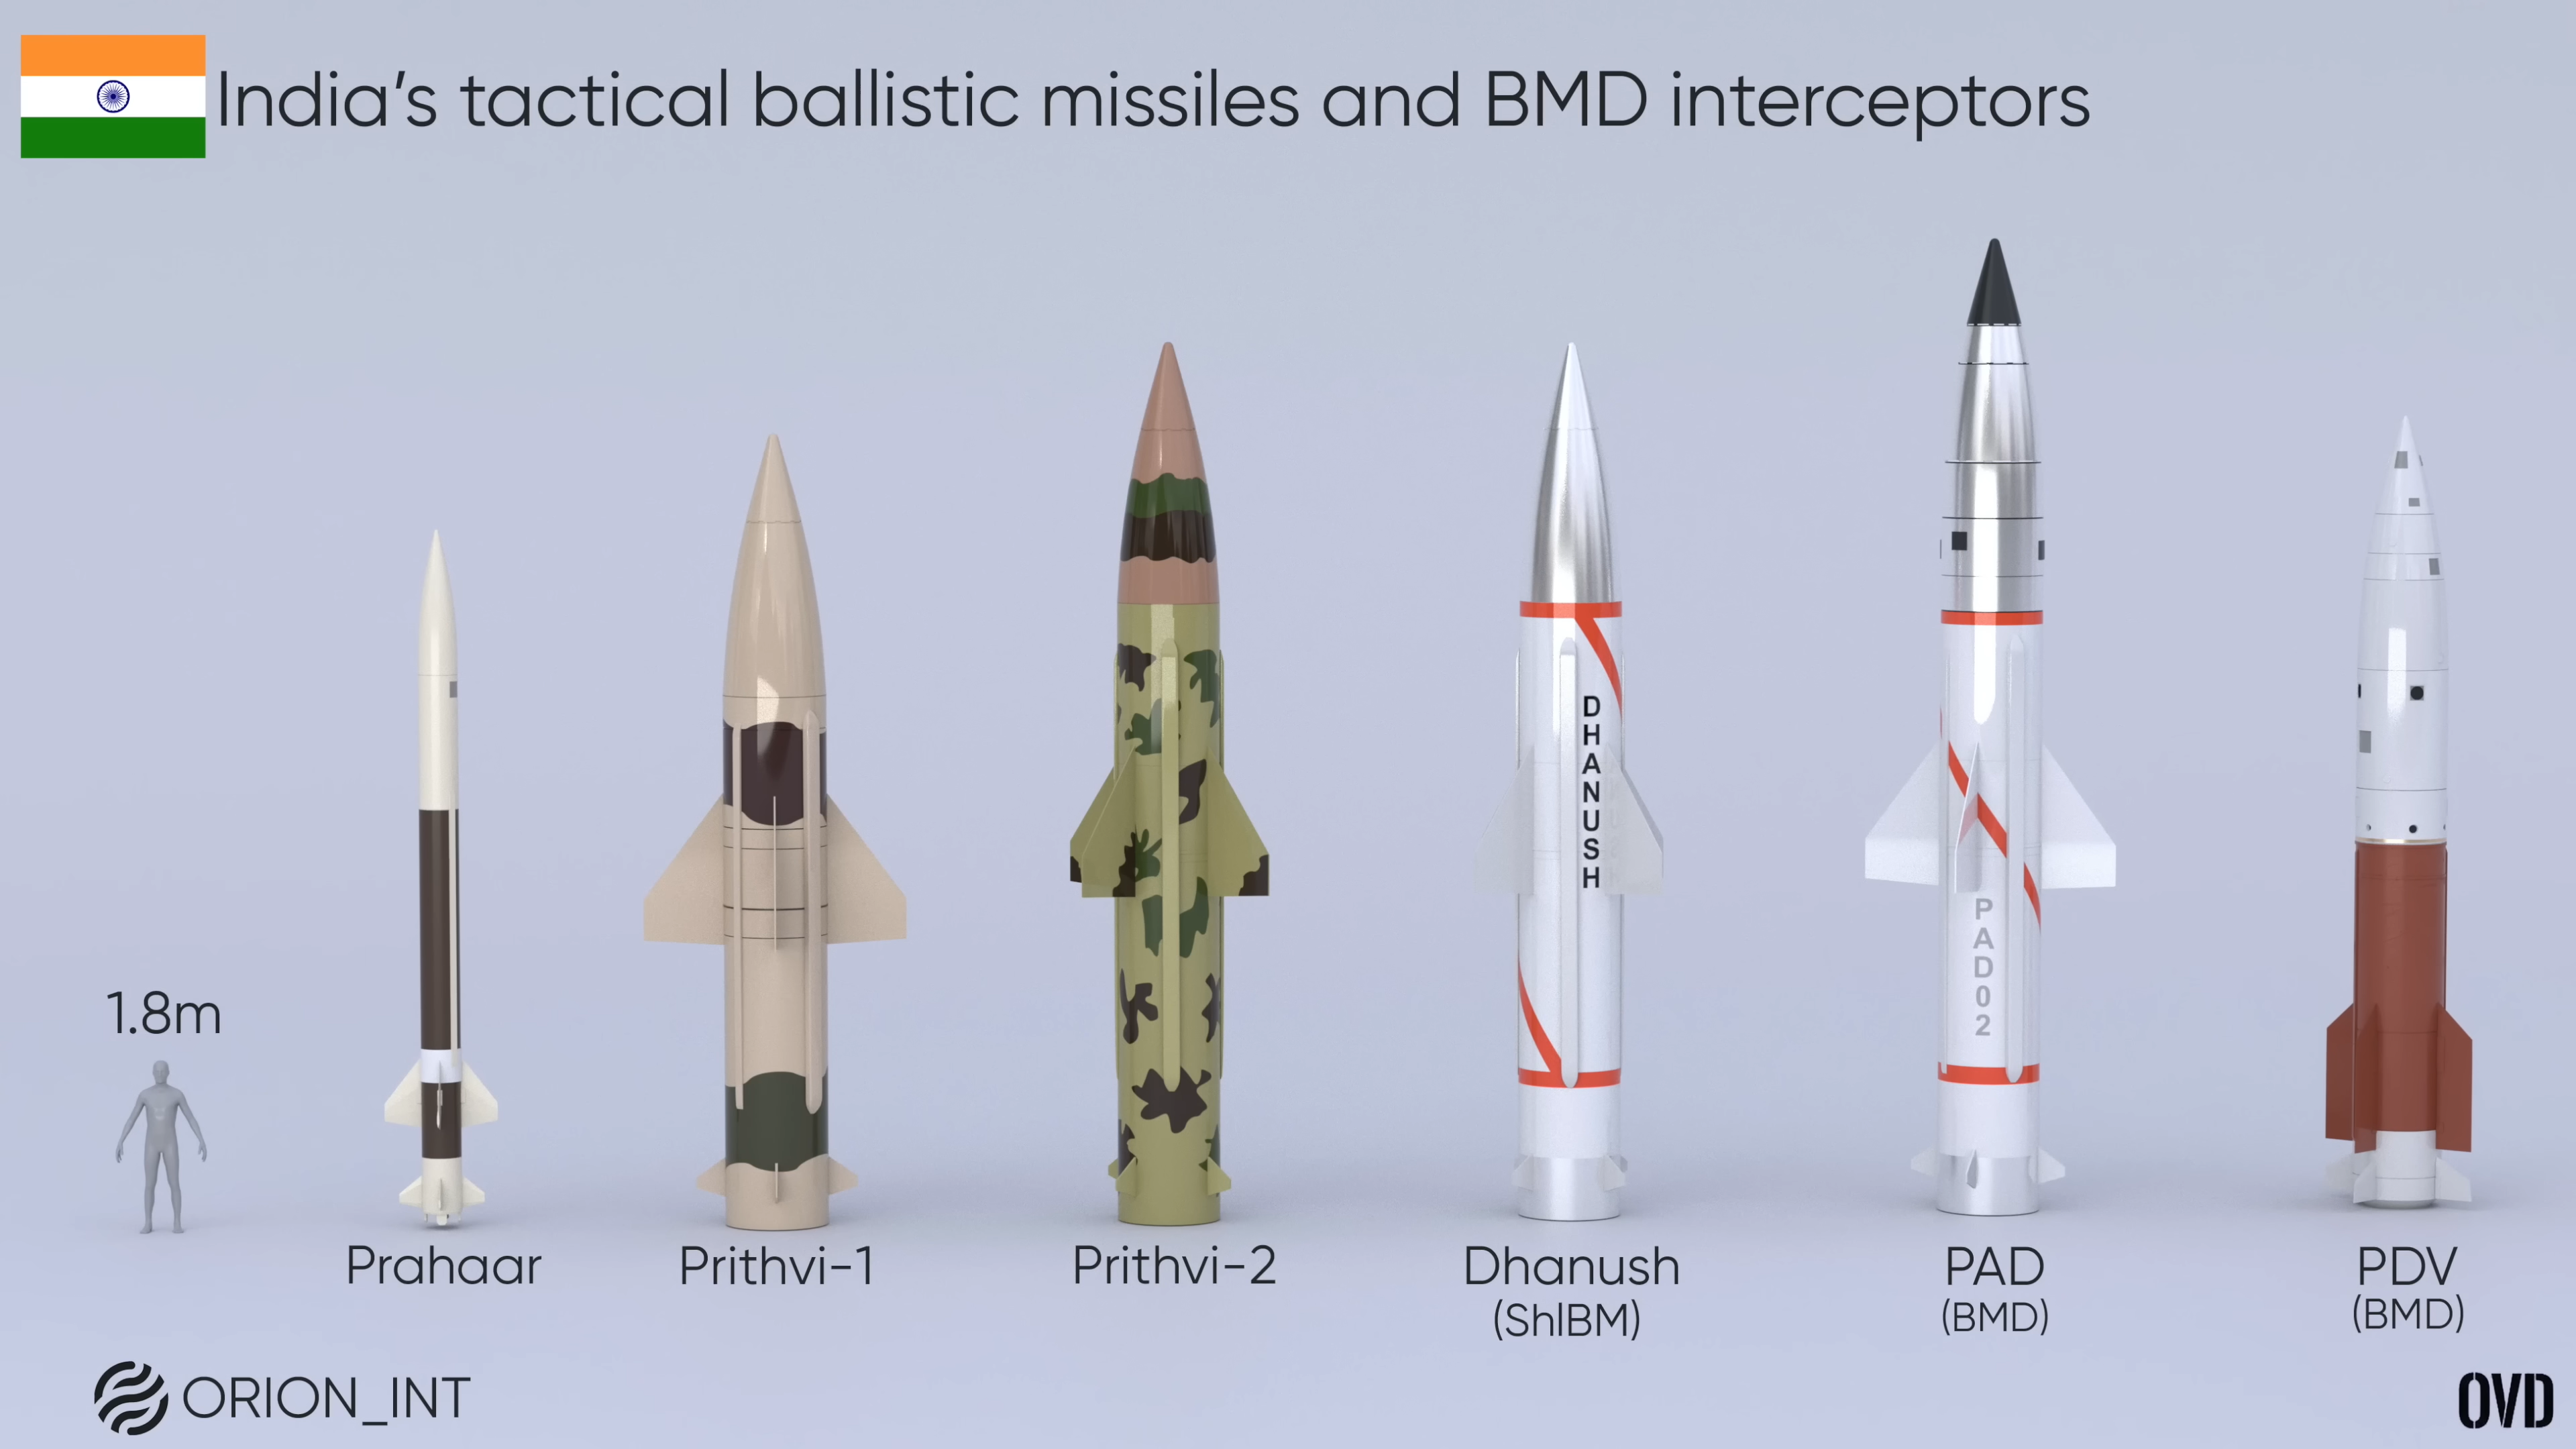 India's tactical ballistic missiles and BMD interceptors
1.8m
DHANUSH
PAD02
Prahaar
Prithvi-1
Prithvi-2
Dhanush
(ShlBM)
PAD
(BMD)
PDV
(BMD)
ORION_INT
OVD